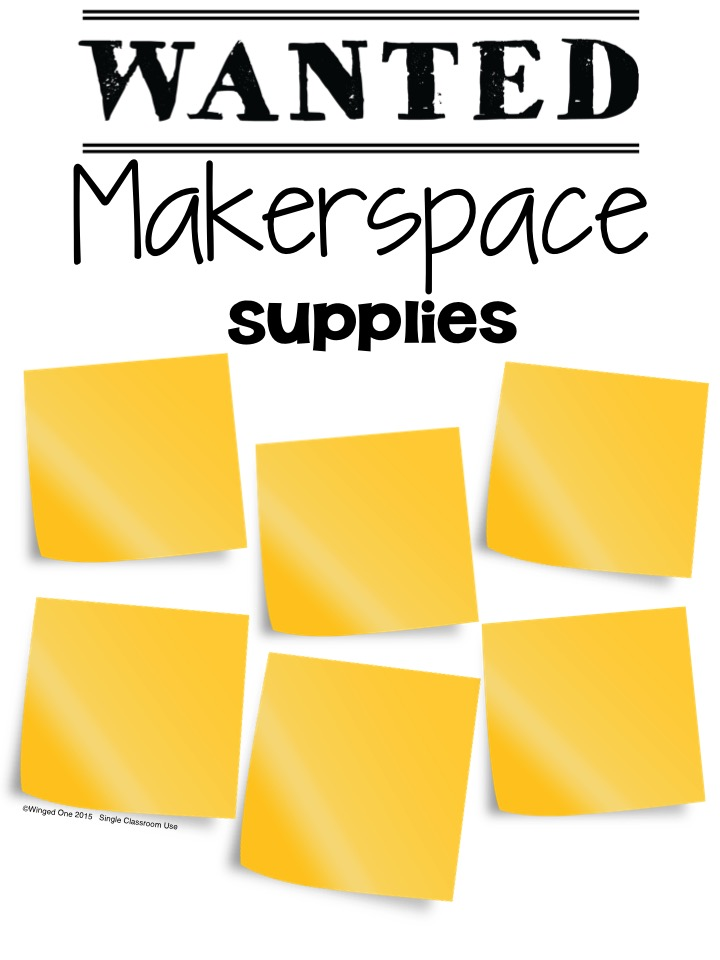 WANTED
Makerspace
supplies
©Winged One 2015 Single Classroom Use